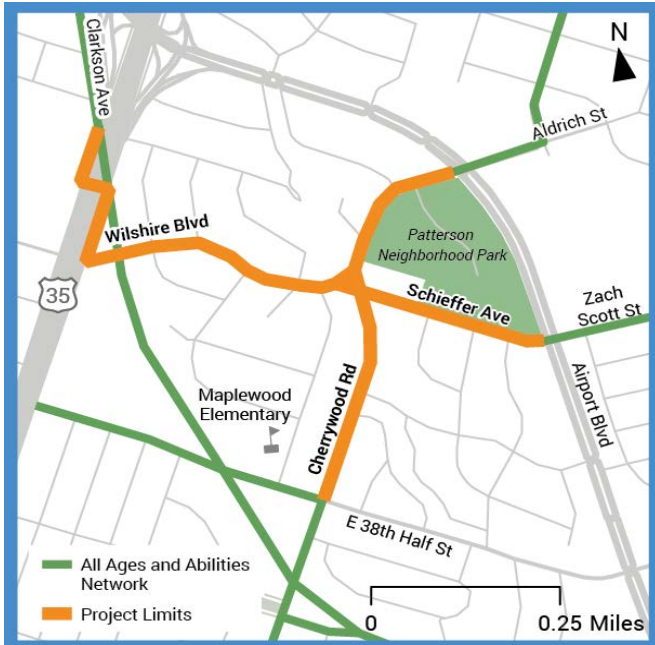 N
Clarkson Ave
Aldrich St
Wilshire Blvd
Patterson
Neighborhood Park
35
Schieffer Ave
Zach
Scott St
Airport Blvd
Maplewood
Elementary
Cherrywood Rd
E 38th Half St
All Ages and Abilities
Network
Project Limits
0
0.25 Miles